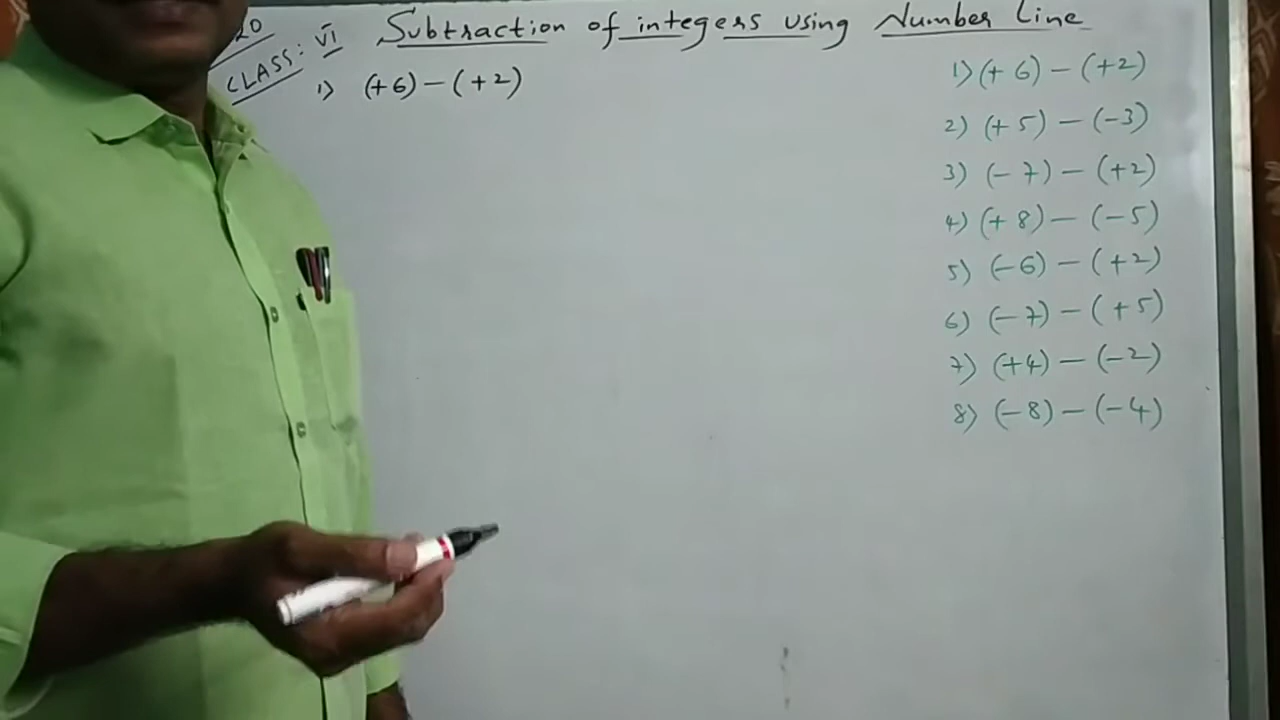 Subtraction of integers using Number Line
20
CLASS: VI
1) (+6) - (+2)
1) (+6) - (+2)
2) (+5) - (-3)
3) (-7) - (+2)
4) (+8) - (-5)
5) (-6) - (+2)
6) (-7) - (+5)
7) (+4) - (-2)
8) (-8) - (-4)